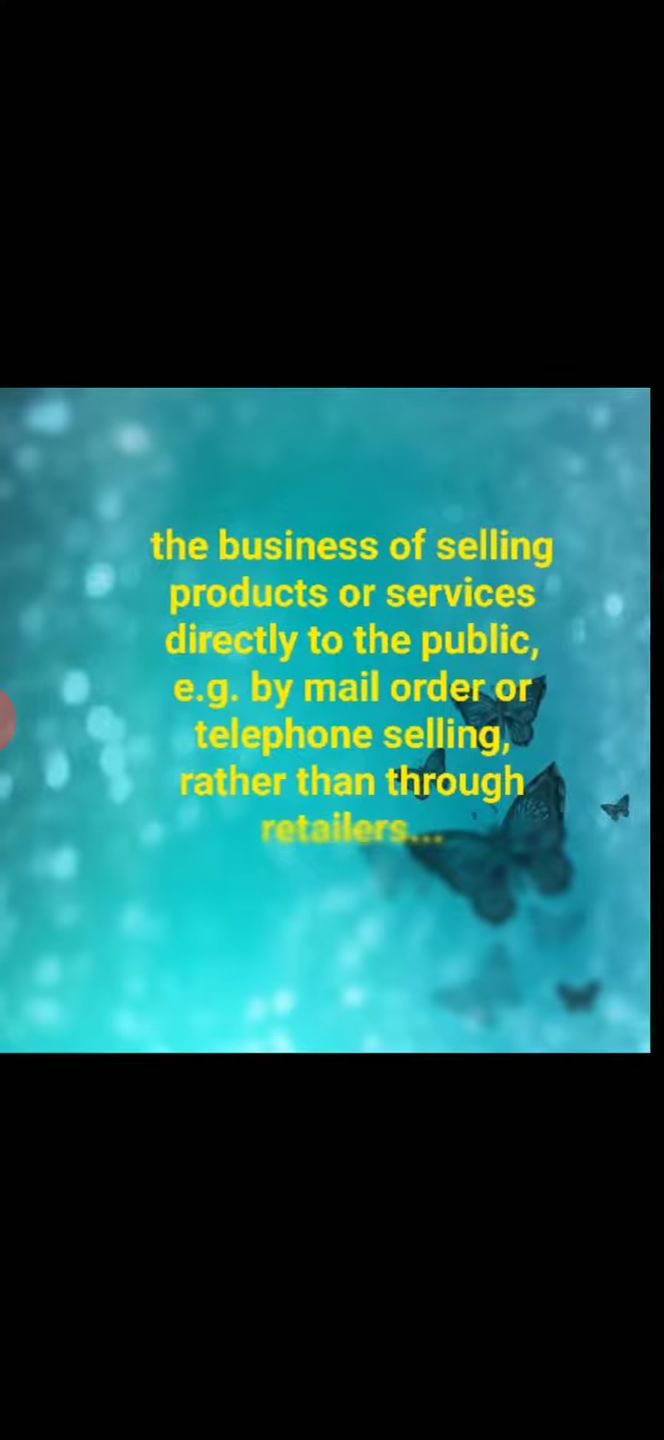 the business of selling
products or services
directly to the public,
e.g. by mail order or
telephone selling,
rather than through
retailers...